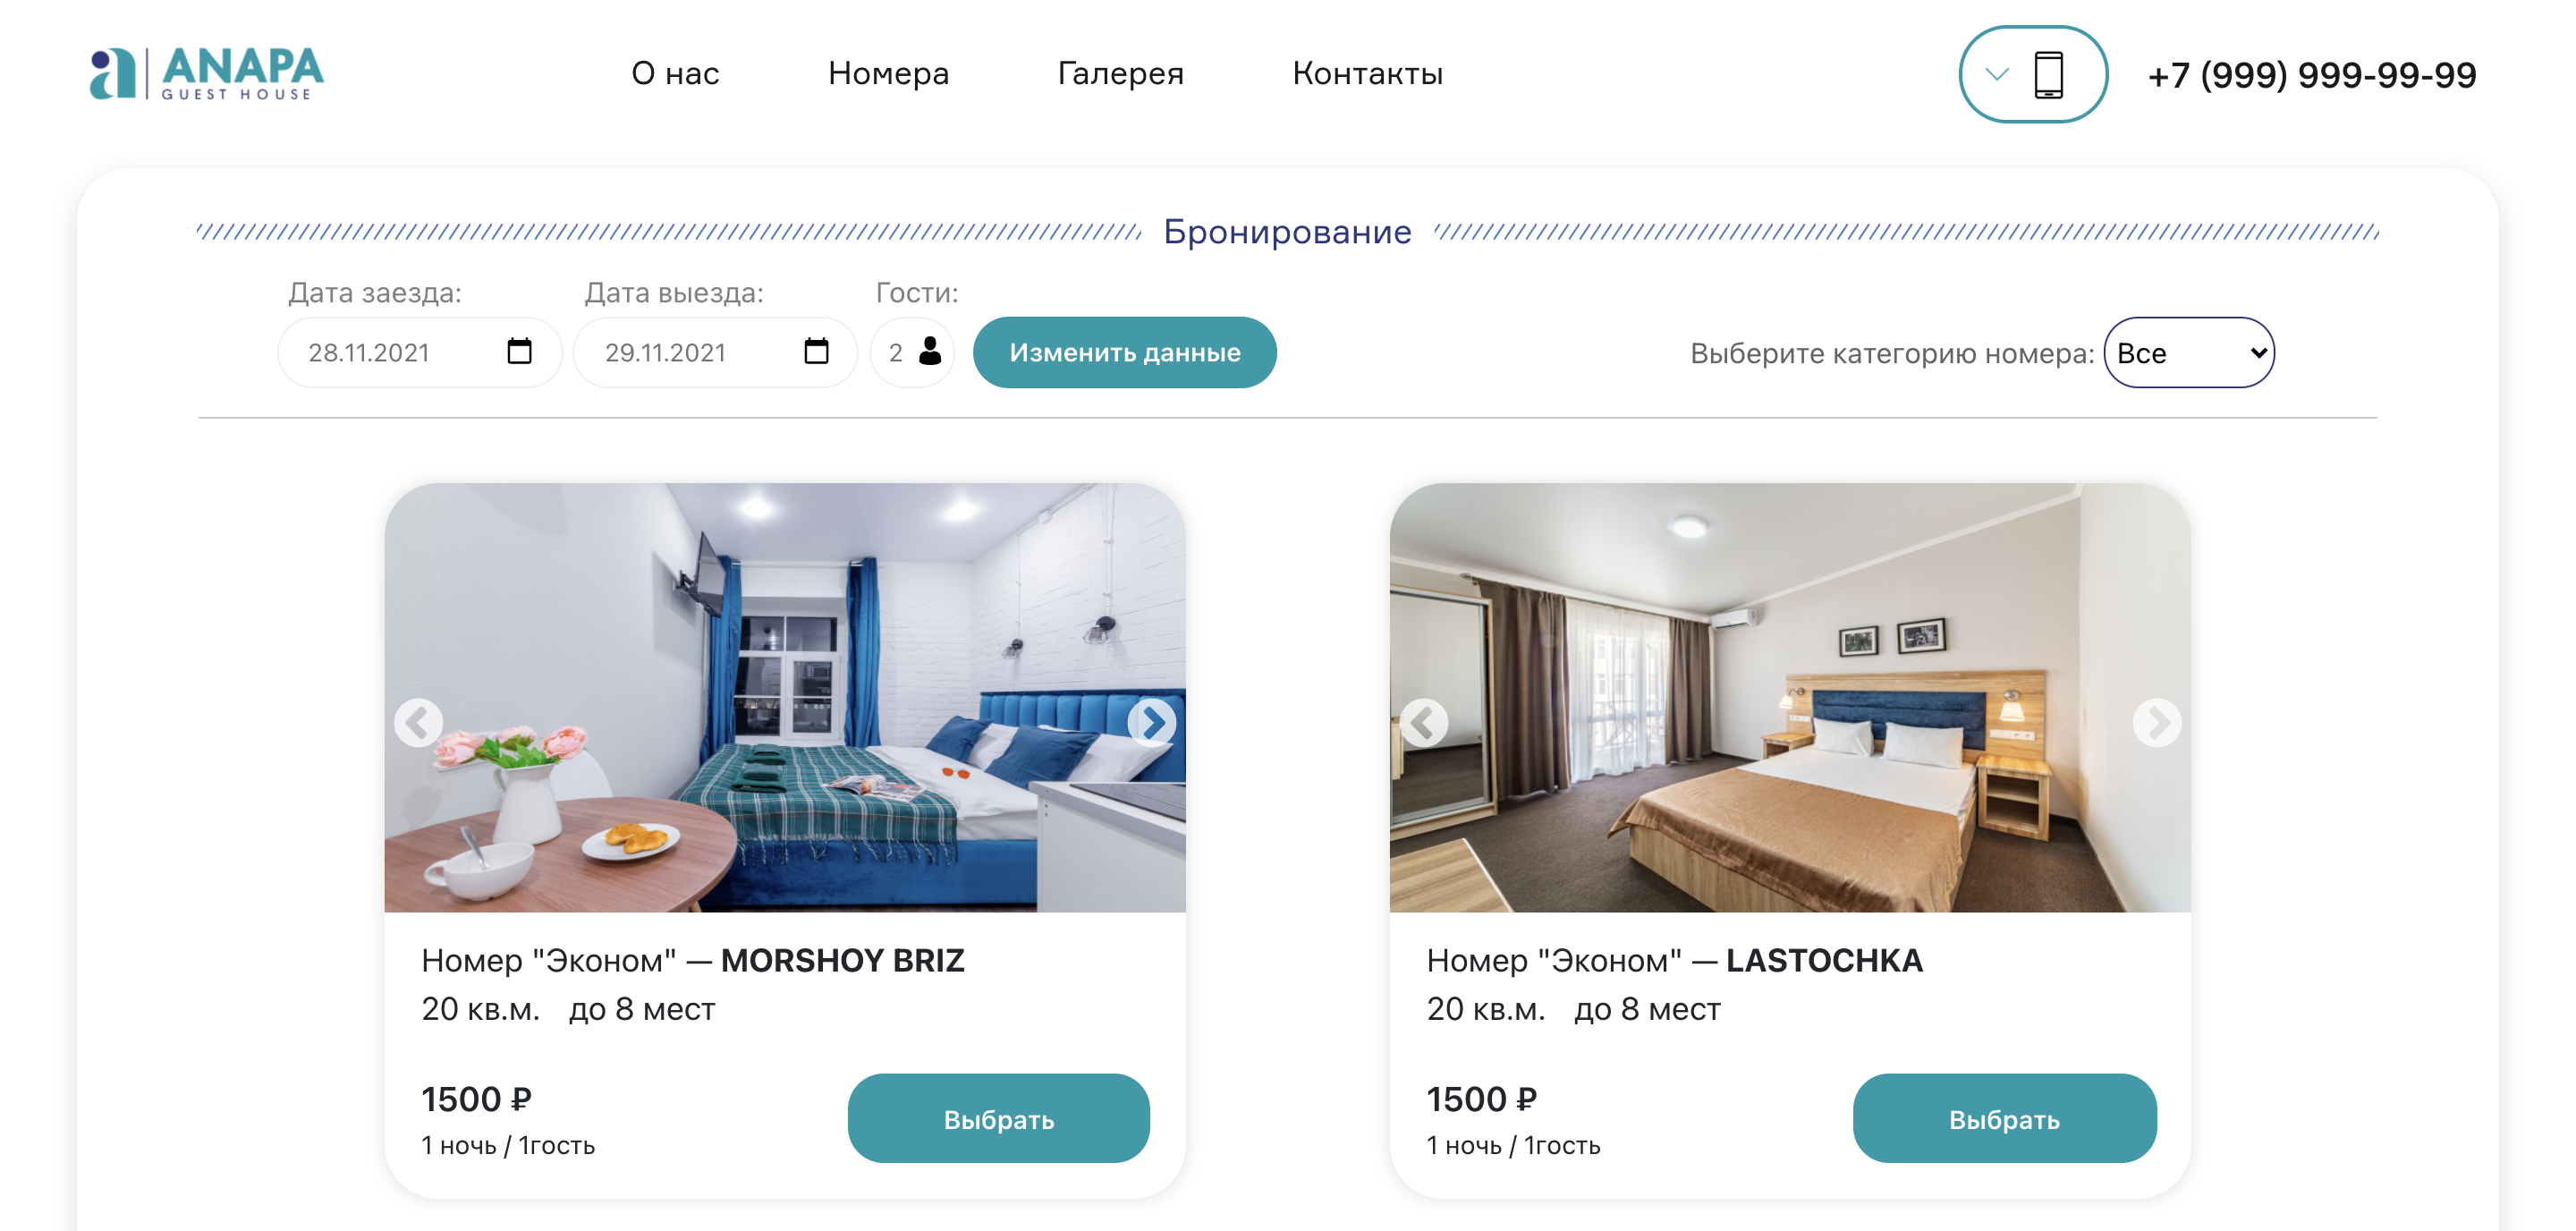 ANAPA
GUEST HOUSE
О нас
Номера
Галерея
Контакты
+7 (999) 999-99-99
Бронирование
Дата заезда:
Дата выезда:
Гости:
28.11.2021
29.11.2021
2
Изменить данные
Выберите категорию номера:
Все
Номер "Эконом" — MORSHOY BRIZ
20 кв.м. до 8 мест
1500 ₽
1 ночь / 1гость
Выбрать
Номер "Эконом" — LASTOCHKA
20 кв.м. до 8 мест
1500 ₽
1 ночь / 1гость
Выбрать